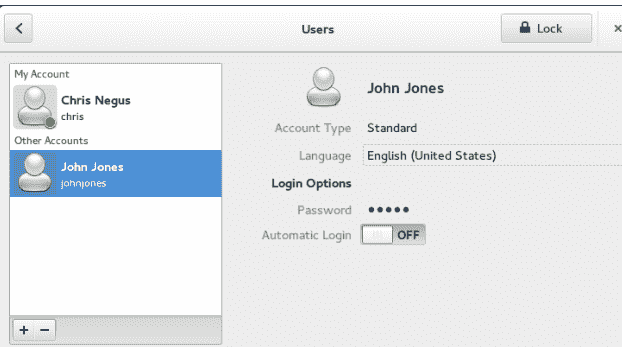 Users
Lock
My Account
Chris Negus
chris
Other Accounts
John Jones
johnjones
John Jones
Account Type Standard
Language English (United States)
Login Options
Password •••••
Automatic Login OFF